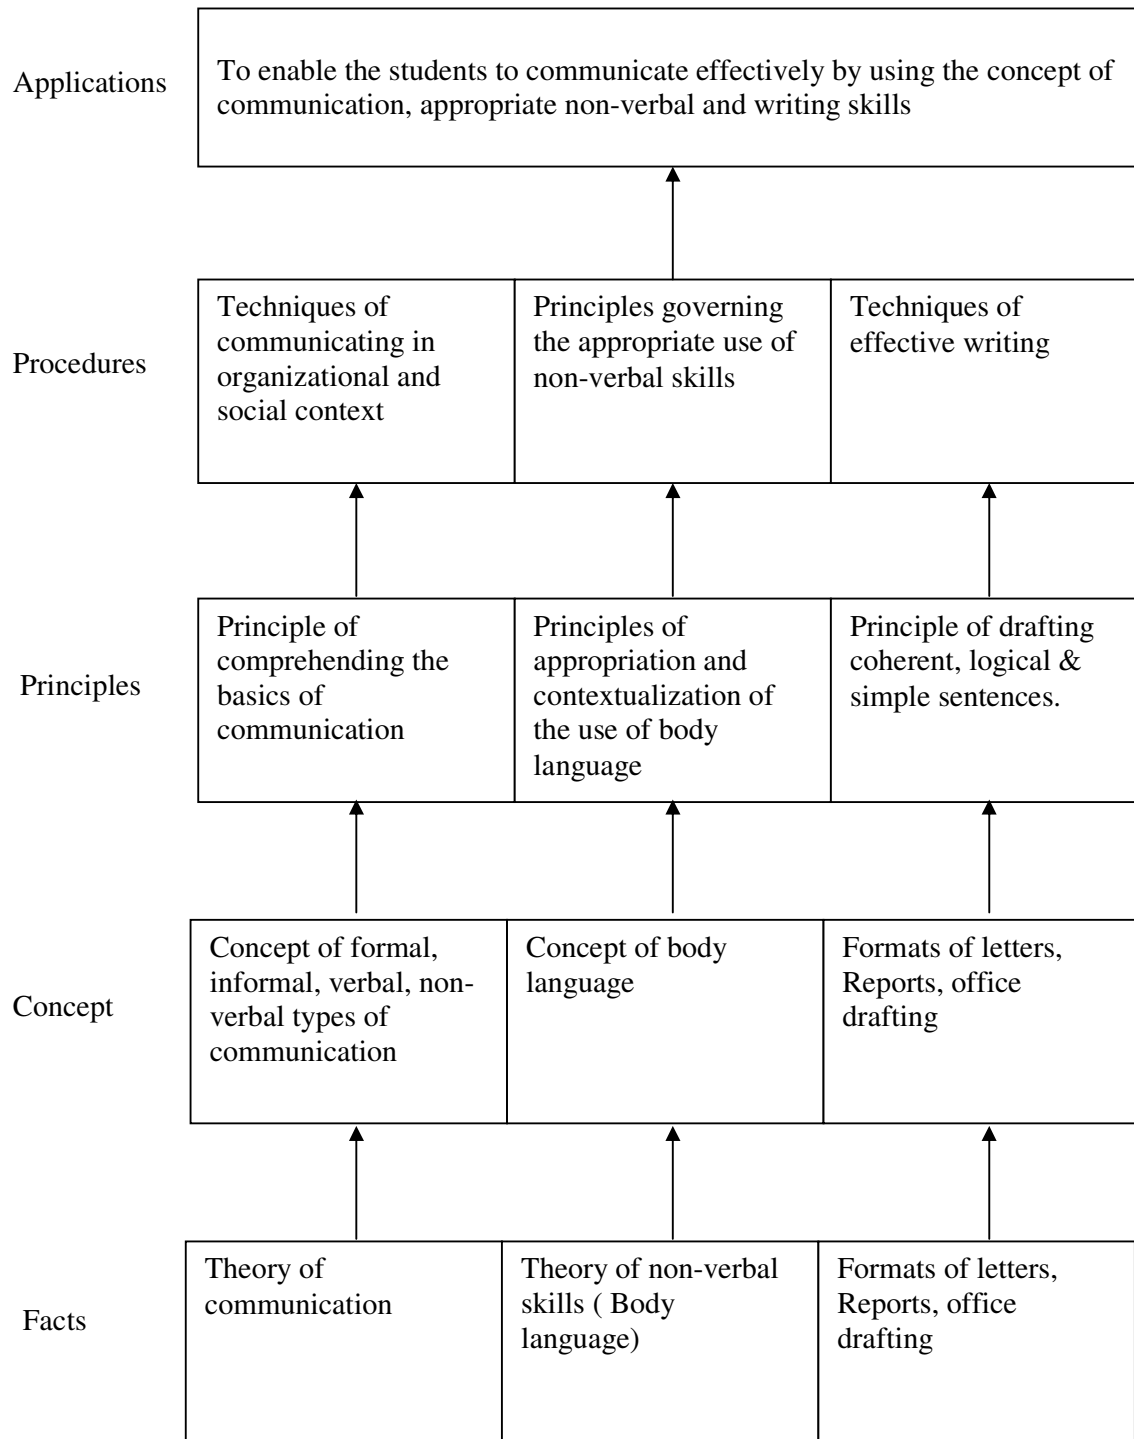 Applications
To enable the students to communicate effectively by using the concept of
communication, appropriate non-verbal and writing skills
Procedures
Techniques of
communicating in
organizational and
social context
Principles governing
the appropriate use of
non-verbal skills
Techniques of
effective writing
Principles
Principle of
comprehending the
basics of
communication
Principles of
appropriation and
contextualization of
the use of body
language
Principle of drafting
coherent, logical &
simple sentences.
Concept
Concept of formal,
informal, verbal, non-
verbal types of
communication
Concept of body
language
Formats of letters,
Reports, office
drafting
Facts
Theory of
communication
Theory of non-verbal
skills ( Body
language)
Formats of letters,
Reports, office
drafting